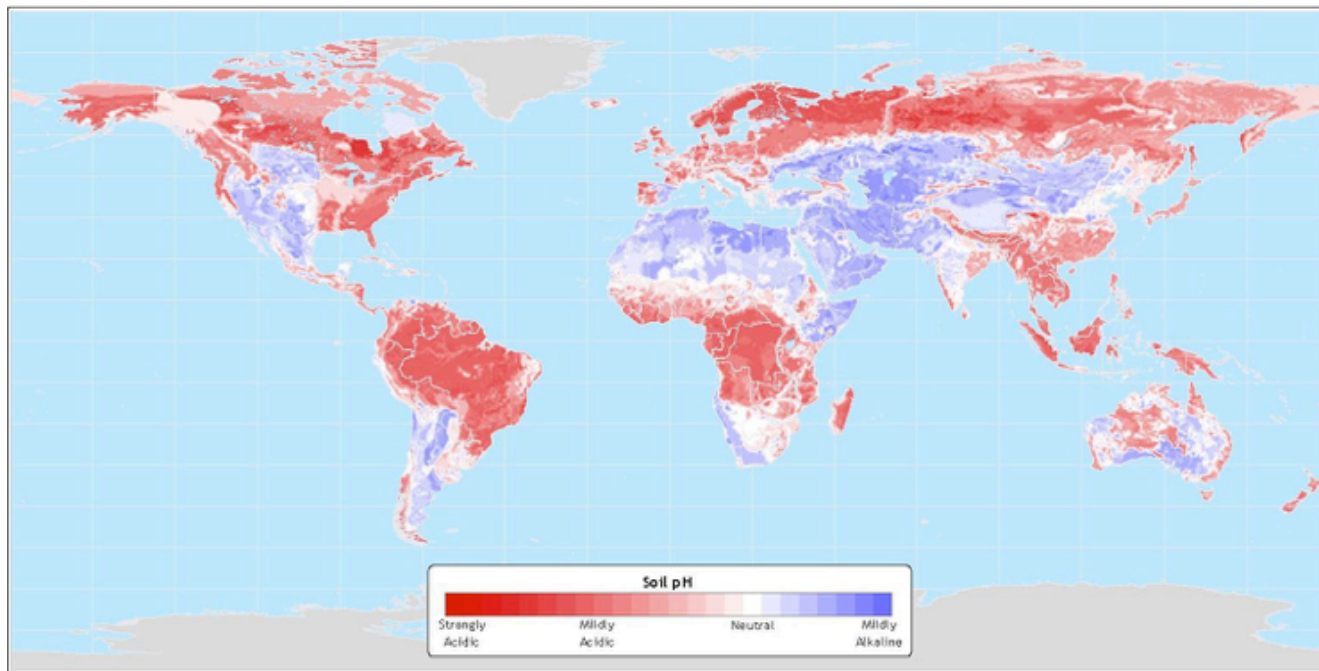 Soil pH
Strongly Acidic
Mildly Acidic
Neutral
Mildly Alkaline